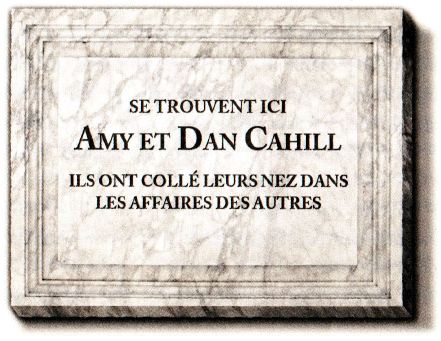 SE TROUVENT ICI
AMY ET DAN CAHILL
ILS ONT COLLÉ LEURS NEZ DANS
LES AFFAIRES DES AUTRES